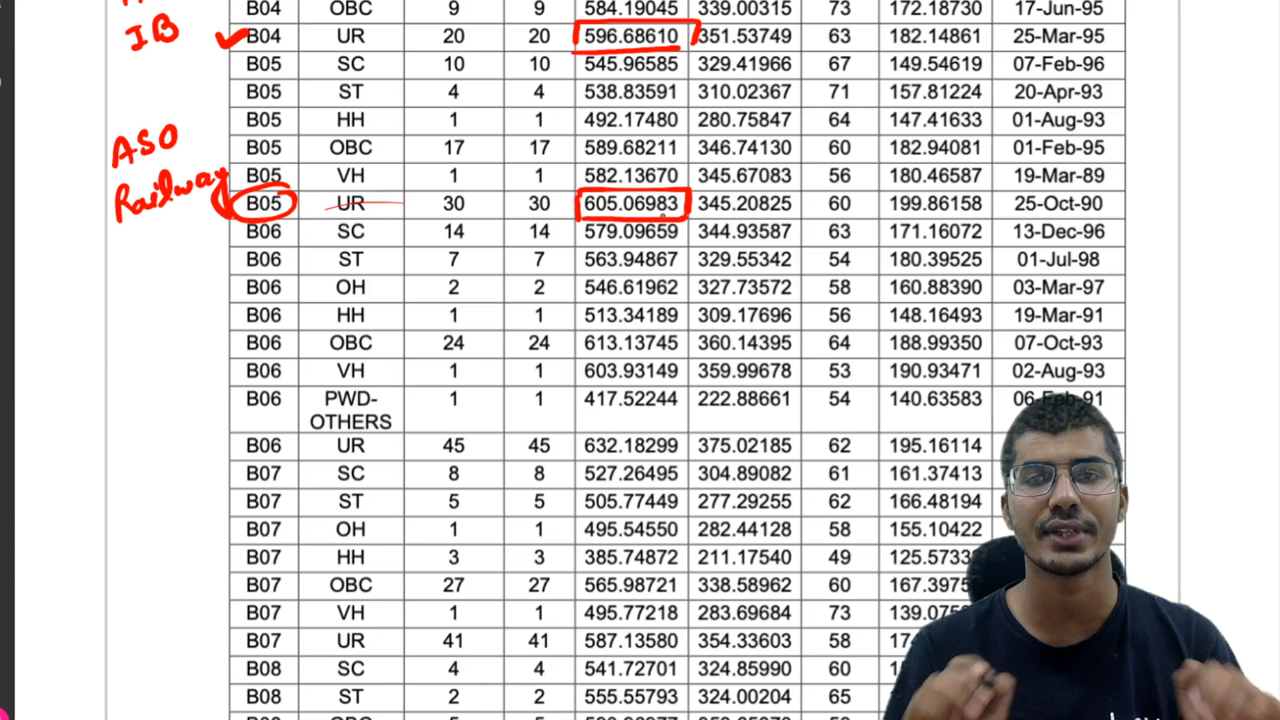 B04 OBC 9 9 584.19045 339.00315 73 172.18730 17-Jun-95
IB B04 UR 20 20 596.68610 351.53749 63 182.14861 25-Mar-95
B05 SC 10 10 545.96585 329.41966 67 149.54619 07-Feb-96
B05 ST 4 4 538.83591 310.02367 71 157.81224 20-Apr-93
B05 HH 1 1 492.17480 280.75847 64 147.41633 01-Aug-93
ASO
B05 OBC 17 17 589.68211 346.74130 60 182.94081 01-Feb-95
B05 VH 1 1 582.13670 345.67083 56 180.46587 19-Mar-89
Railway B05 UR 30 30 605.06983 345.20825 60 199.86158 25-Oct-90
B06 SC 14 14 579.09659 344.93587 63 171.16072 13-Dec-96
B06 ST 7 7 563.94867 329.55342 54 180.39525 01-Jul-98
B06 OH 2 2 546.61962 327.73572 58 160.88390 03-Mar-97
B06 HH 1 1 513.34189 309.17696 56 148.16493 19-Mar-91
B06 OBC 24 24 613.13745 360.14395 64 188.99350 07-Oct-93
B06 VH 1 1 603.93149 359.99678 53 190.93471 02-Aug-93
B06 PWD- 1 1 417.52244 222.88661 54 140.63583 06-Feb-91
OTHERS
B06 UR 45 45 632.18299 375.02185 62 195.16114
B07 SC 8 8 527.26495 304.89082 61 161.37413
B07 ST 5 5 505.77449 277.29255 62 166.48194
B07 OH 1 1 495.54550 282.44128 58 155.10422
B07 HH 3 3 385.74872 211.17540 49 125.5733
B07 OBC 27 27 565.98721 338.58962 60 167.3975
B07 VH 1 1 495.77218 283.69684 73 139.075
B07 UR 41 41 587.13580 354.33603 58
B08 SC 4 4 541.72701 324.85990 60
B08 ST 2 2 555.55793 324.00204 65